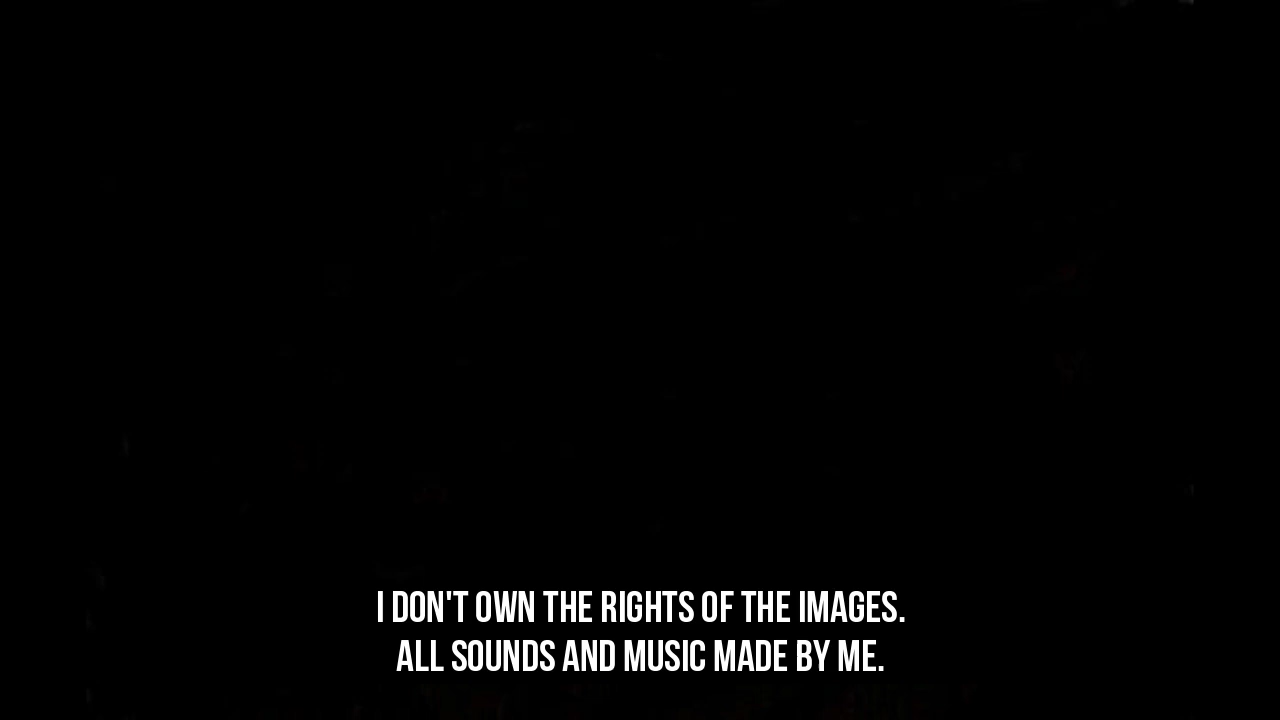 I DON'T OWN THE RIGHTS OF THE IMAGES.
ALL SOUNDS AND MUSIC MADE BY ME.